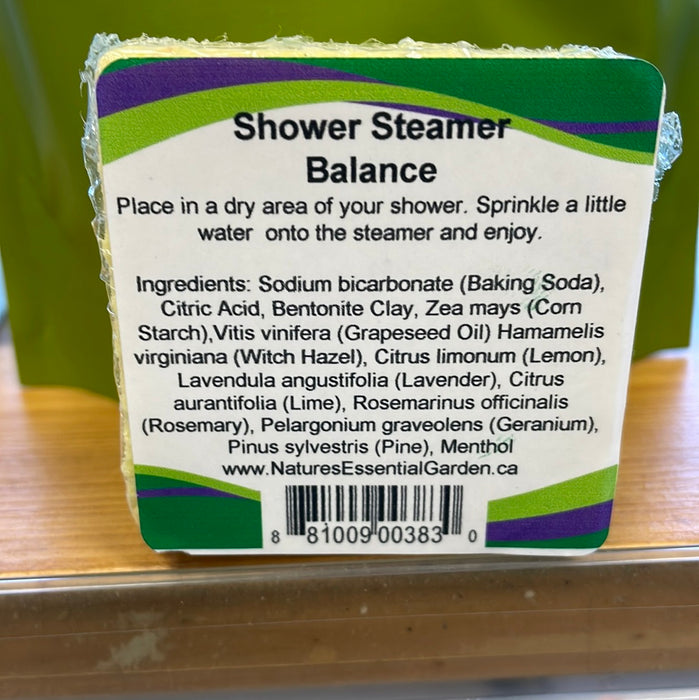 Shower Steamer
Balance
Place in a dry area of your shower. Sprinkle a little
water onto the steamer and enjoy.
Ingredients: Sodium bicarbonate (Baking Soda),
Citric Acid, Bentonite Clay, Zea mays (Corn
Starch),Vitis vinifera (Grapeseed Oil) Hamamelis
virginiana (Witch Hazel), Citrus limonum (Lemon),
Lavendula angustifolia (Lavender), Citrus
aurantifolia (Lime), Rosemarinus officinalis
(Rosemary), Pelargonium graveolens (Geranium),
Pinus sylvestris (Pine), Menthol
www.NaturesEssentialGarden.ca
8 81009 00383 0